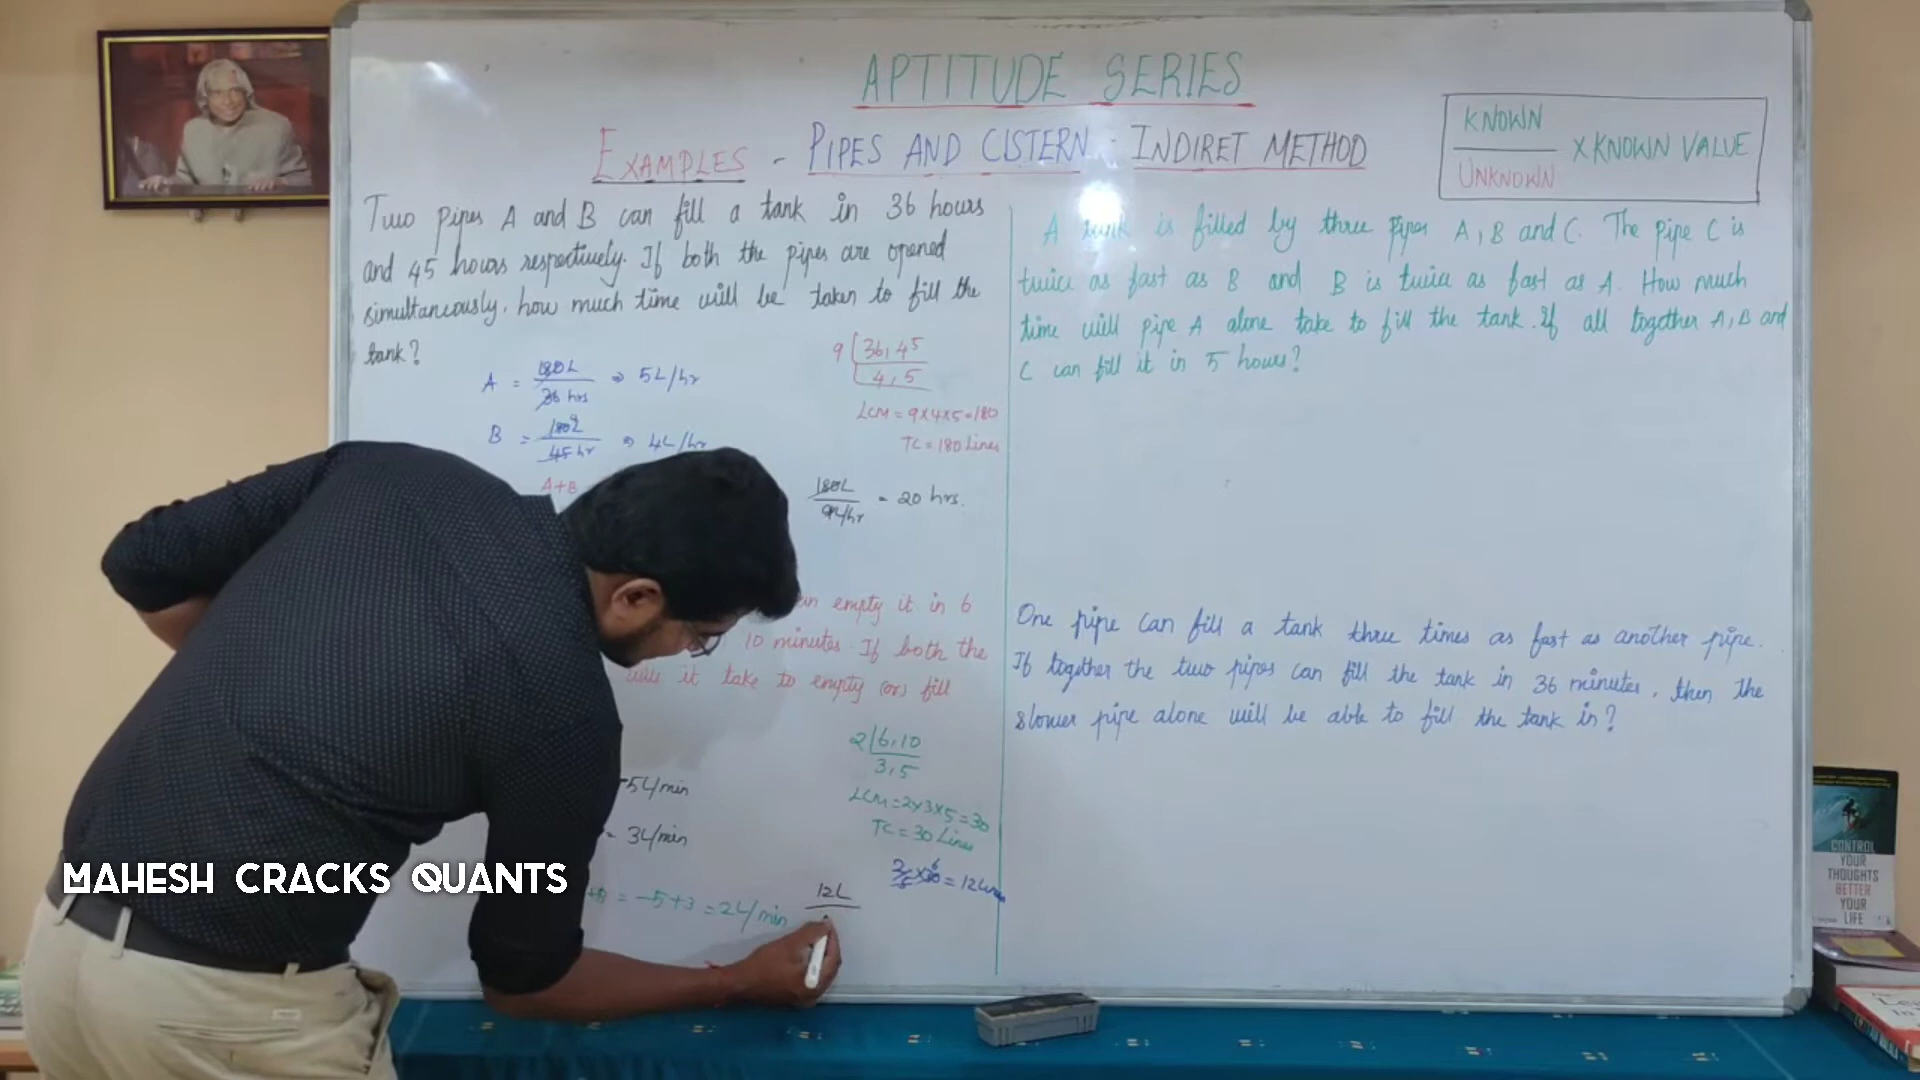 APTITUDE SERIES
EXAMPLES - PIPES AND CISTERN : INDIRET METHOD
KNOWN
UNKNOWN
X KNOWN VALUE
Two pipes A and B can fill a tank in 36 hours
and 45 hours respectively. If both the pipes are opened
simultaneously, how much time will be taken to fill the
tank?
A = 180L / 36 hrs ⇒ 5L/hr
B = 180L / 45 hr ⇒ 4L/hr
A+B
9 | 36, 45
4, 5
LCM = 9x4x5=180
TC = 180 Litres
180L / 9L/hr = 20 hrs.
empty it in 6
10 minutes. If both the
it take to empty (or) fill
2 | 6, 10
3, 5
LCM = 2x3x5=30
TC = 30 Litres
-5L/min
= 3L/min
+B = -5+3 = 2L/min
12L
A tank is filled by three pipes A, B and C. The pipe C is
twice as fast as B and B is twice as fast as A. How much
time will pipe A alone take to fill the tank. If all together A, B and
C can fill it in 5 hours?
One pipe can fill a tank three times as fast as another pipe.
If together the two pipes can fill the tank in 36 minutes, then the
slower pipe alone will be able to fill the tank in?
MAHESH CRACKS QUANTS
CONTROL
YOUR
THOUGHTS
BETTER
YOUR
LIFE